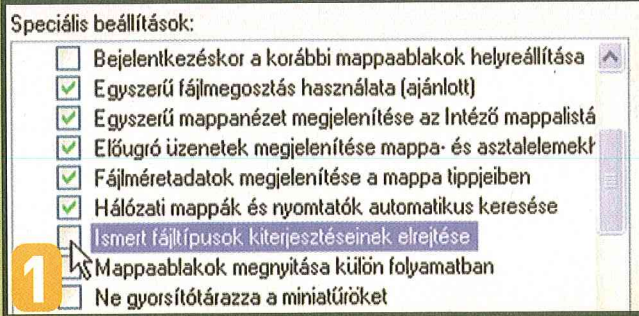 Speciális beállítások:
Bejelentkezéskor a korábbi mappaablakok helyreállítása
Egyszerű fájlmegosztás használata (ajánlott)
Egyszerű mappanézet megjelenítése az Intéző mappalistá
Előugró üzenetek megjelenítése mappa- és asztalelemekh
Fájlméretadatok megjelenítése a mappa tippjeiben
Hálózati mappák és nyomtatók automatikus keresése
Ismert fájltípusok kiterjesztéseinek elrejtése
Mappaablakok megnyitása külön folyamatban
Ne gyorsítótárazza a miniatűröket
1